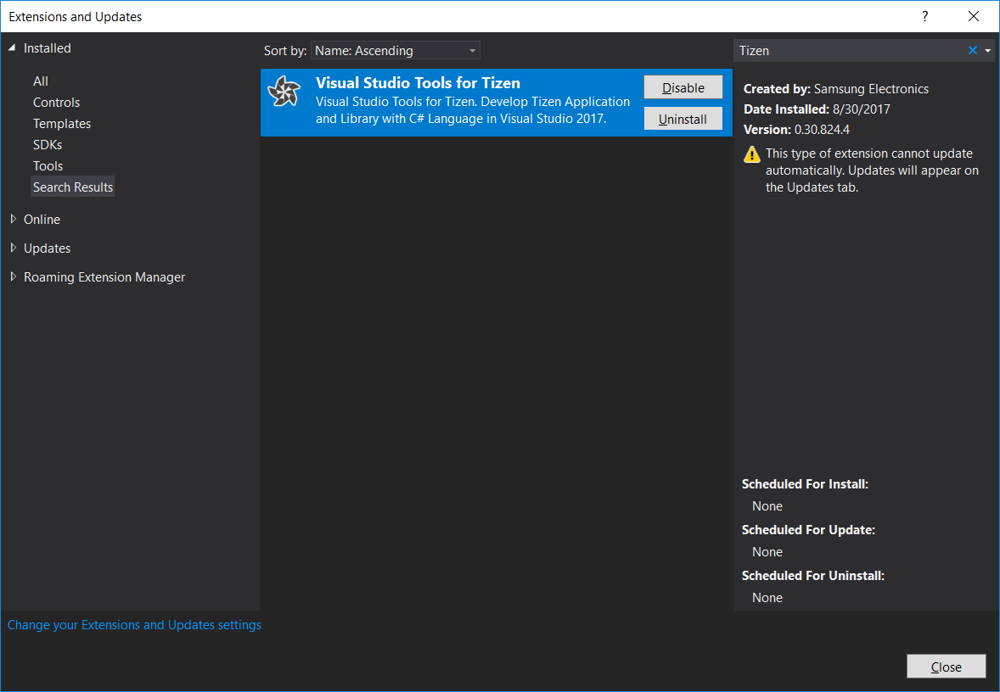 Extensions and Updates
?
Installed
All
Controls
Templates
SDKs
Tools
Search Results
Online
Updates
Roaming Extension Manager
Change your Extensions and Updates settings
Sort by: Name: Ascending
Visual Studio Tools for Tizen
Visual Studio Tools for Tizen. Develop Tizen Application
and Library with C# Language in Visual Studio 2017.
Disable
Uninstall
Tizen
Created by: Samsung Electronics
Date Installed: 8/30/2017
Version: 0.30.824.4
This type of extension cannot update
automatically. Updates will appear on
the Updates tab.
Scheduled For Install:
None
Scheduled For Update:
None
Scheduled For Uninstall:
None
Close